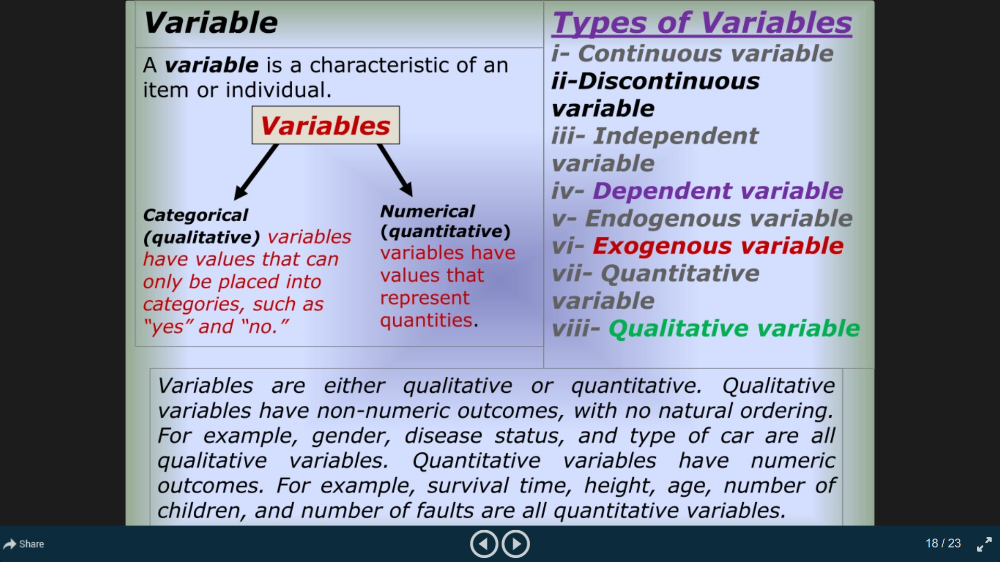 Variable
A variable is a characteristic of an
item or individual.
Variables
Categorical
(qualitative) variables
have values that can
only be placed into
categories, such as
“yes” and “no.”
Numerical
(quantitative)
variables have
values that
represent
quantities.
Types of Variables
i- Continuous variable
ii-Discontinuous
variable
iii- Independent
variable
iv- Dependent variable
v- Endogenous variable
vi- Exogenous variable
vii- Quantitative
variable
viii- Qualitative variable
Variables are either qualitative or quantitative. Qualitative
variables have non-numeric outcomes, with no natural ordering.
For example, gender, disease status, and type of car are all
qualitative variables. Quantitative variables have numeric
outcomes. For example, survival time, height, age, number of
children, and number of faults are all quantitative variables.
Share
18 / 23